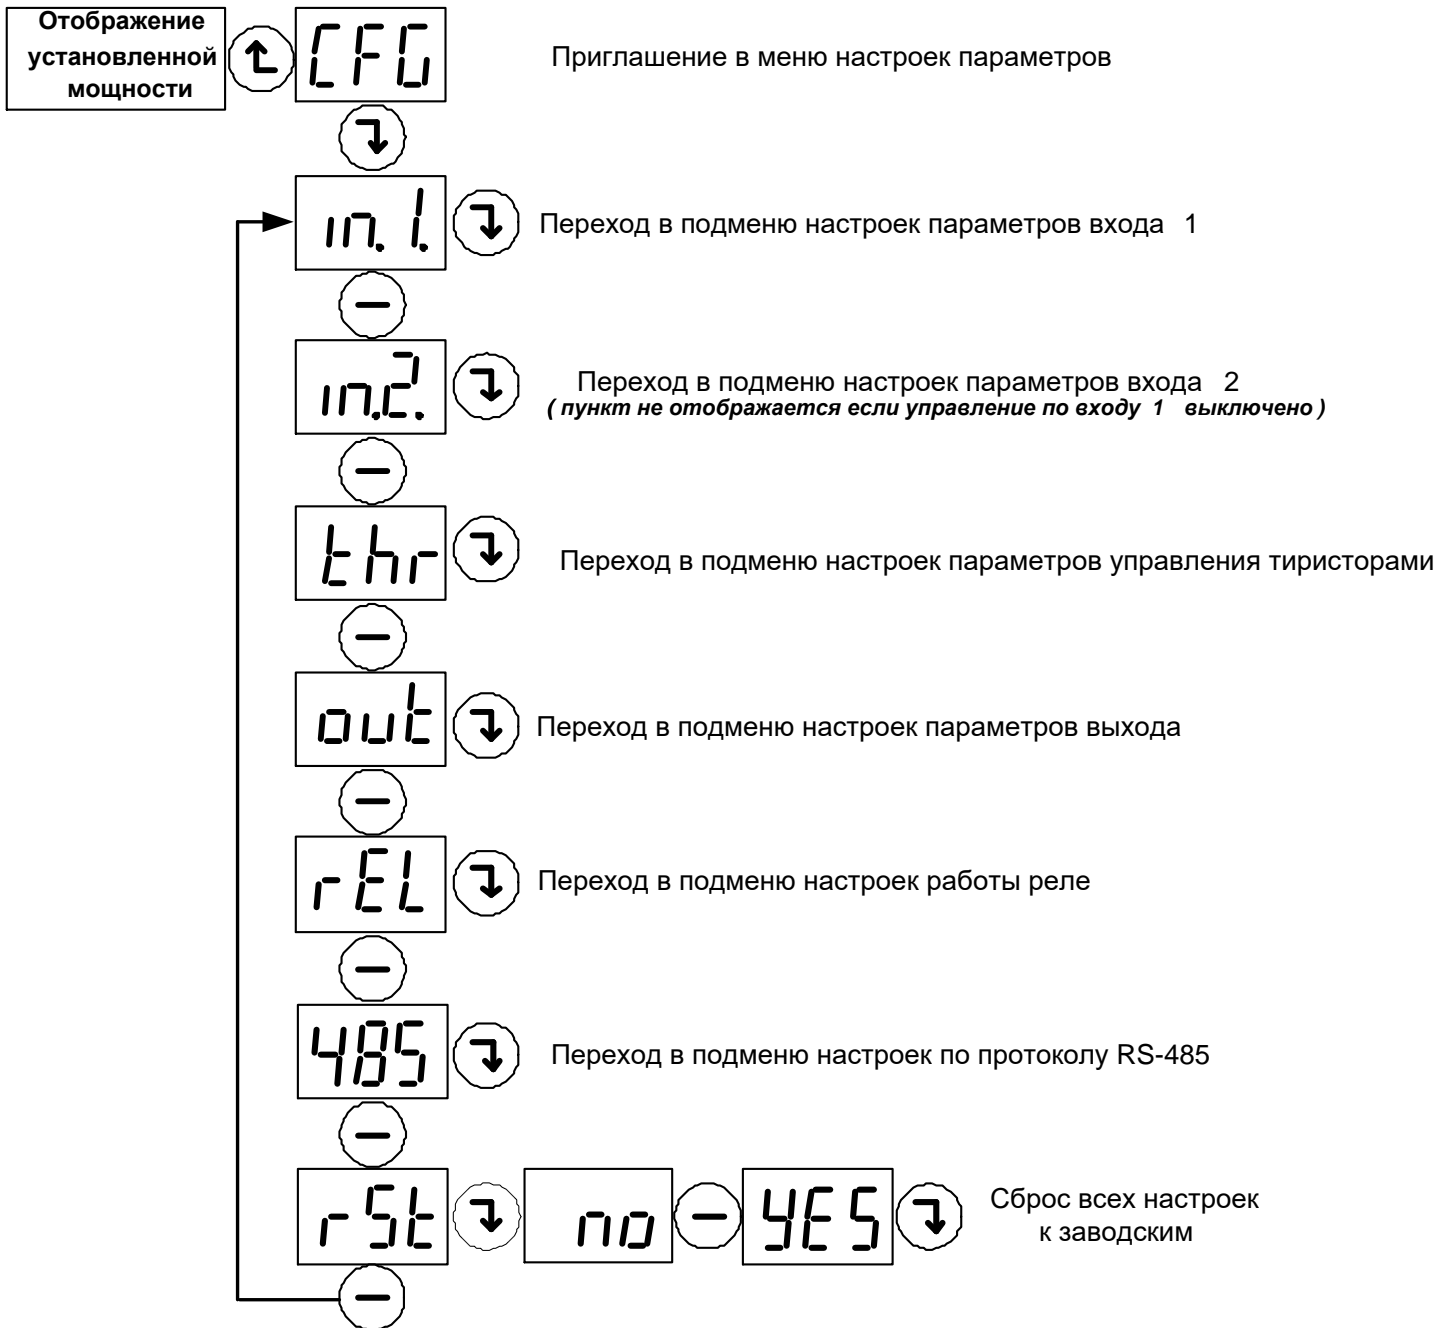 Отображение
установленной
мощности
CFG
Приглашение в меню настроек параметров
in. 1.
Переход в подменю настроек параметров входа 1
in.2.
Переход в подменю настроек параметров входа 2
( пункт не отображается если управление по входу 1 выключено )
thr
Переход в подменю настроек параметров управления тиристорами
out
Переход в подменю настроек параметров выхода
rEL
Переход в подменю настроек работы реле
485
Переход в подменю настроек по протоколу RS-485
rSt
no
YES
Сброс всех настроек
к заводским